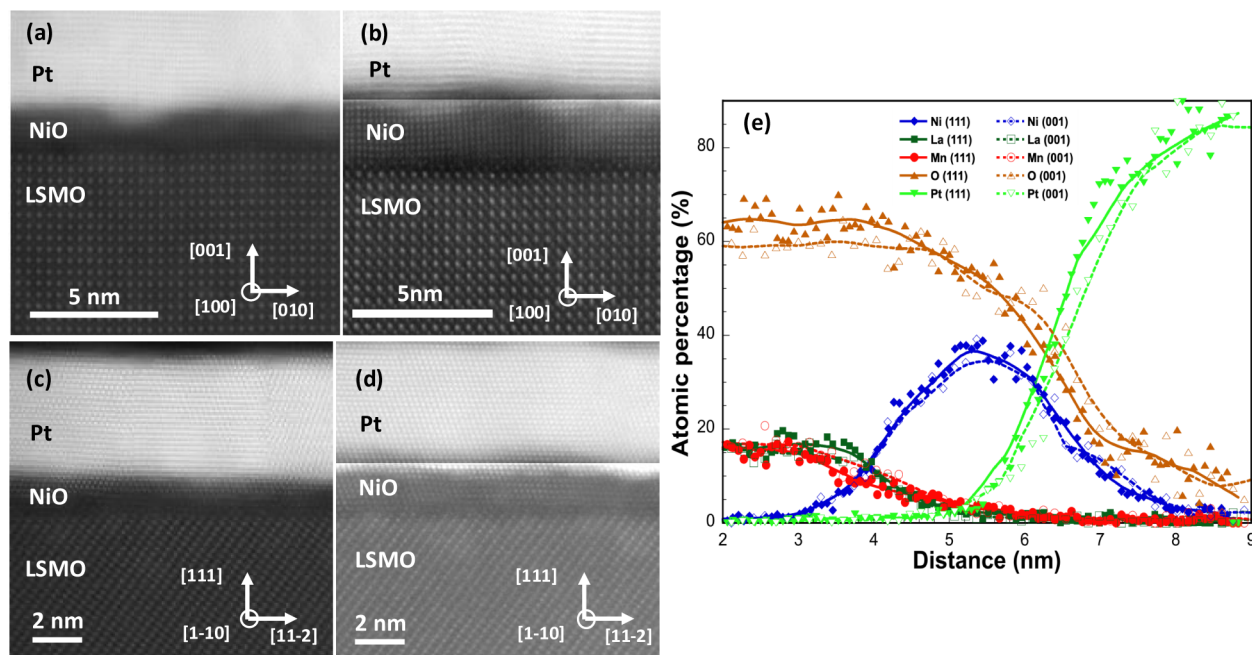 (a)
Pt
NiO
LSMO
[001]
[100]
[010]
5 nm
(b)
Pt
NiO
LSMO
[001]
[100]
[010]
5nm
(c)
Pt
NiO
LSMO
[111]
[1-10]
[11-2]
2 nm
(d)
Pt
NiO
LSMO
[111]
[1-10]
[11-2]
2 nm
(e)
Ni (111) Ni (001)
La (111) La (001)
Mn (111) Mn (001)
O (111) O (001)
Pt (111) Pt (001)
Atomic percentage (%)
80
60
40
20
0
2 3 4 5 6 7 8 9
Distance (nm)